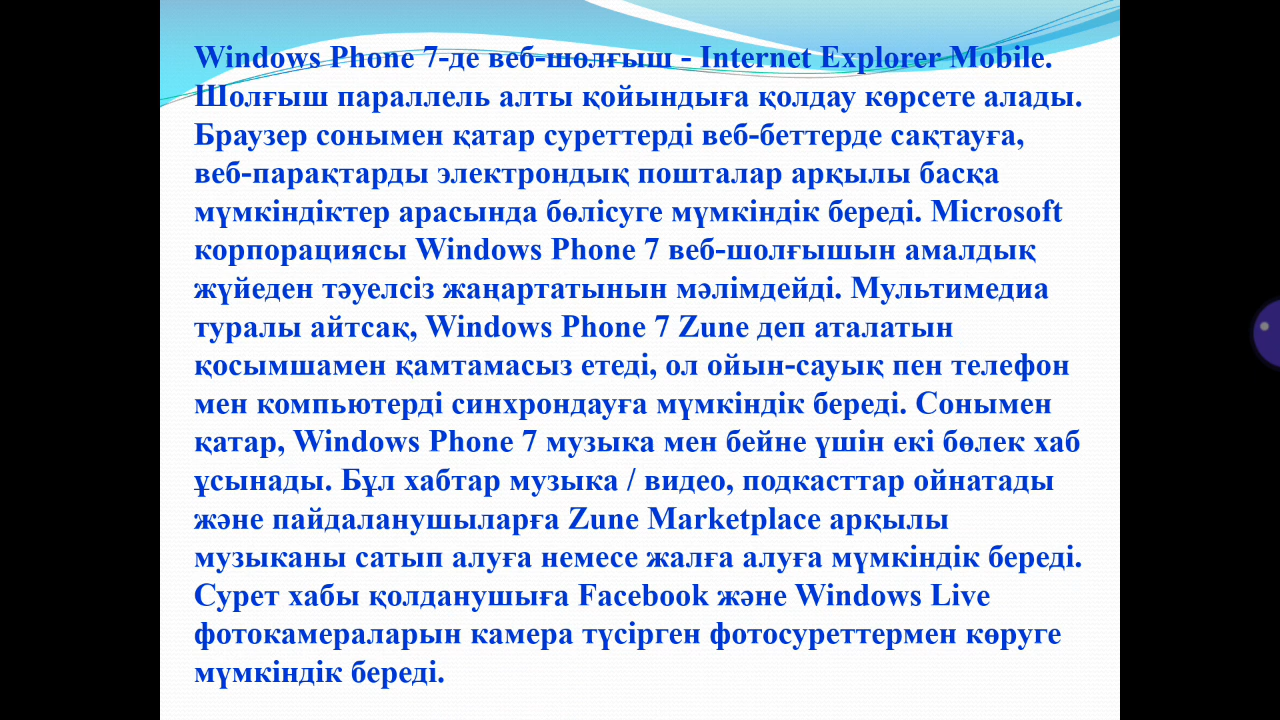 Windows Phone 7-де веб-шолғыш - Internet Explorer Mobile.
Шолғыш параллель алты қойындыға қолдау көрсете алады.
Браузер сонымен қатар суреттерді веб-беттерде сақтауға,
веб-парақтарды электрондық пошталар арқылы басқа
мүмкіндіктер арасында бөлісуге мүмкіндік береді. Microsoft
корпорациясы Windows Phone 7 веб-шолғышын амалдық
жүйеден тәуелсіз жаңартатынын мәлімдейді. Мультимедиа
туралы айтсақ, Windows Phone 7 Zune деп аталатын
қосымшамен қамтамасыз етеді, ол ойын-сауық пен телефон
мен компьютерді синхрондауға мүмкіндік береді. Сонымен
қатар, Windows Phone 7 музыка мен бейне үшін екі бөлек хаб
ұсынады. Бұл хабтар музыка / видео, подкасттар ойнатады
және пайдаланушыларға Zune Marketplace арқылы
музыканы сатып алуға немесе жалға алуға мүмкіндік береді.
Сурет хабы қолданушыға Facebook және Windows Live
фотокамераларын камера түсірген фотосуреттермен көруге
мүмкіндік береді.